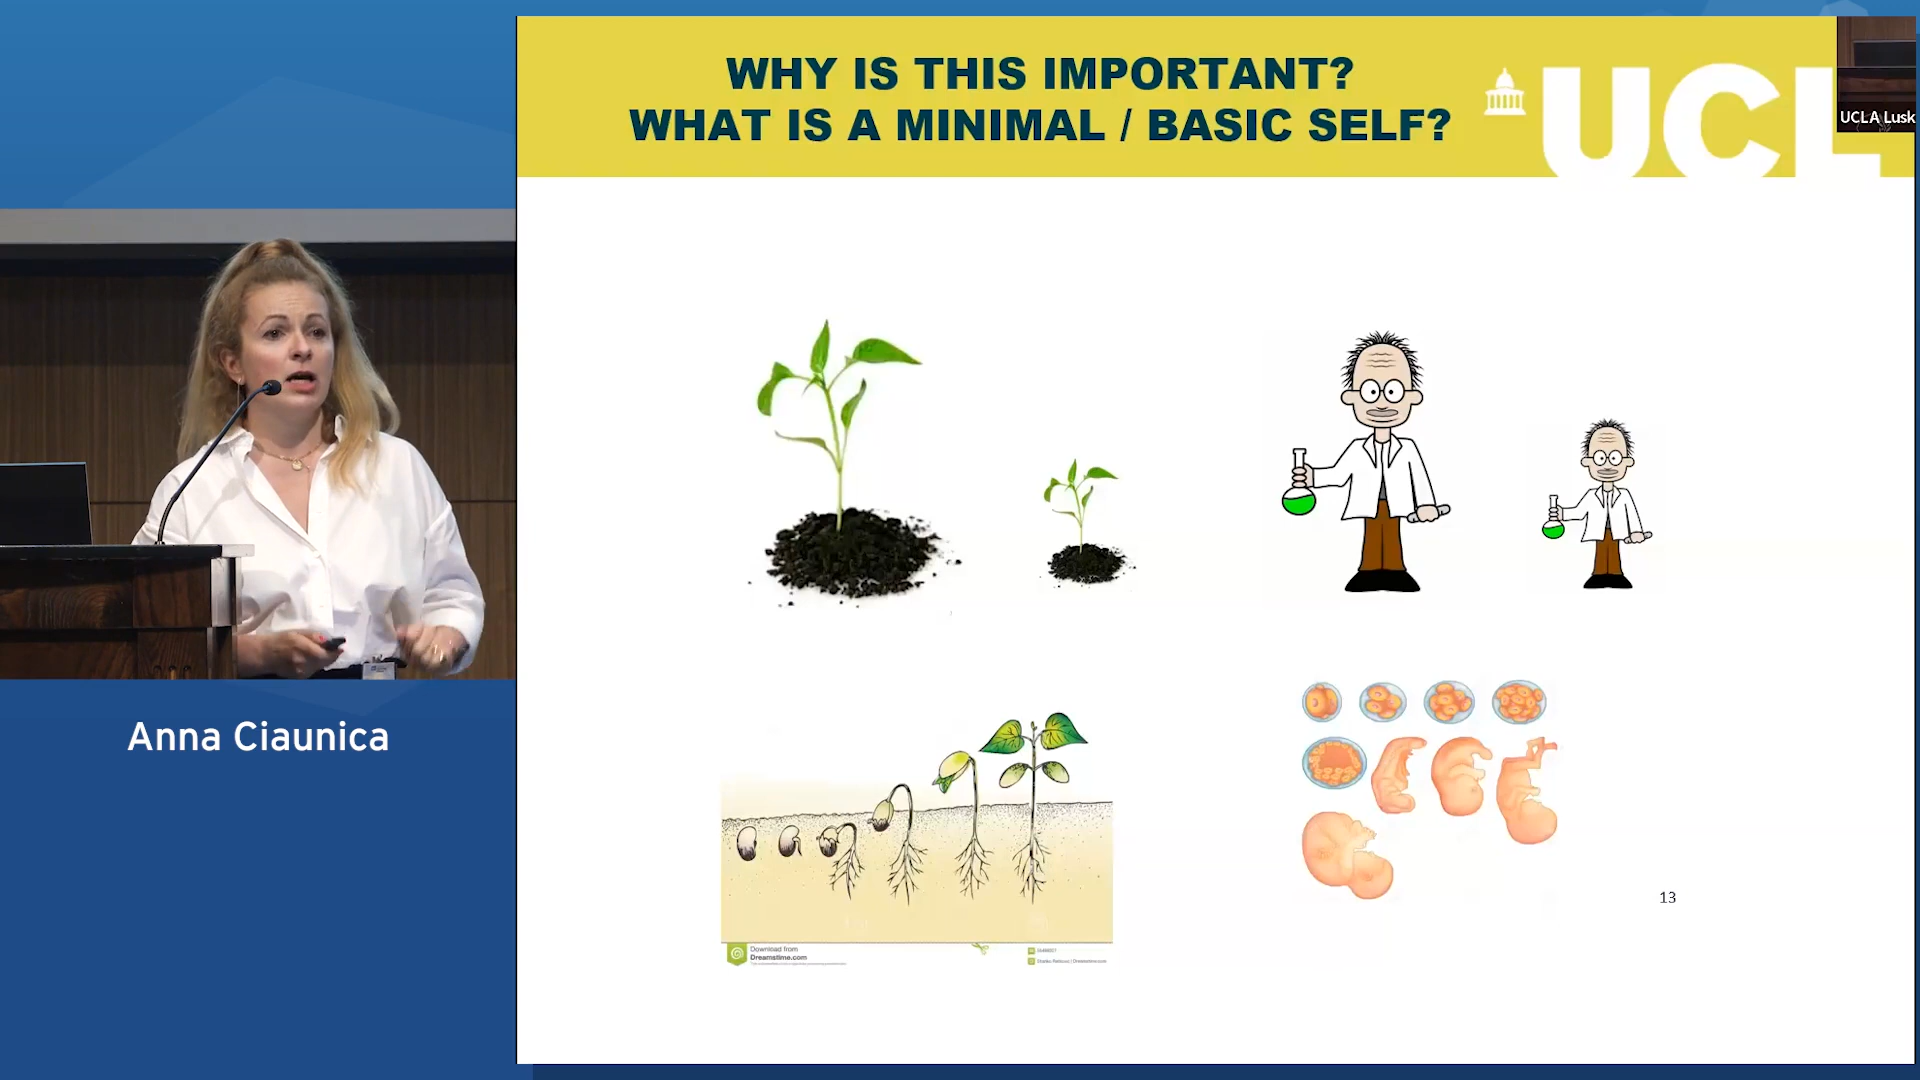 WHY IS THIS IMPORTANT?
WHAT IS A MINIMAL / BASIC SELF?
UCL
UCLA Lusk
Anna Ciaunica
13
Download from
Dreamstime.com